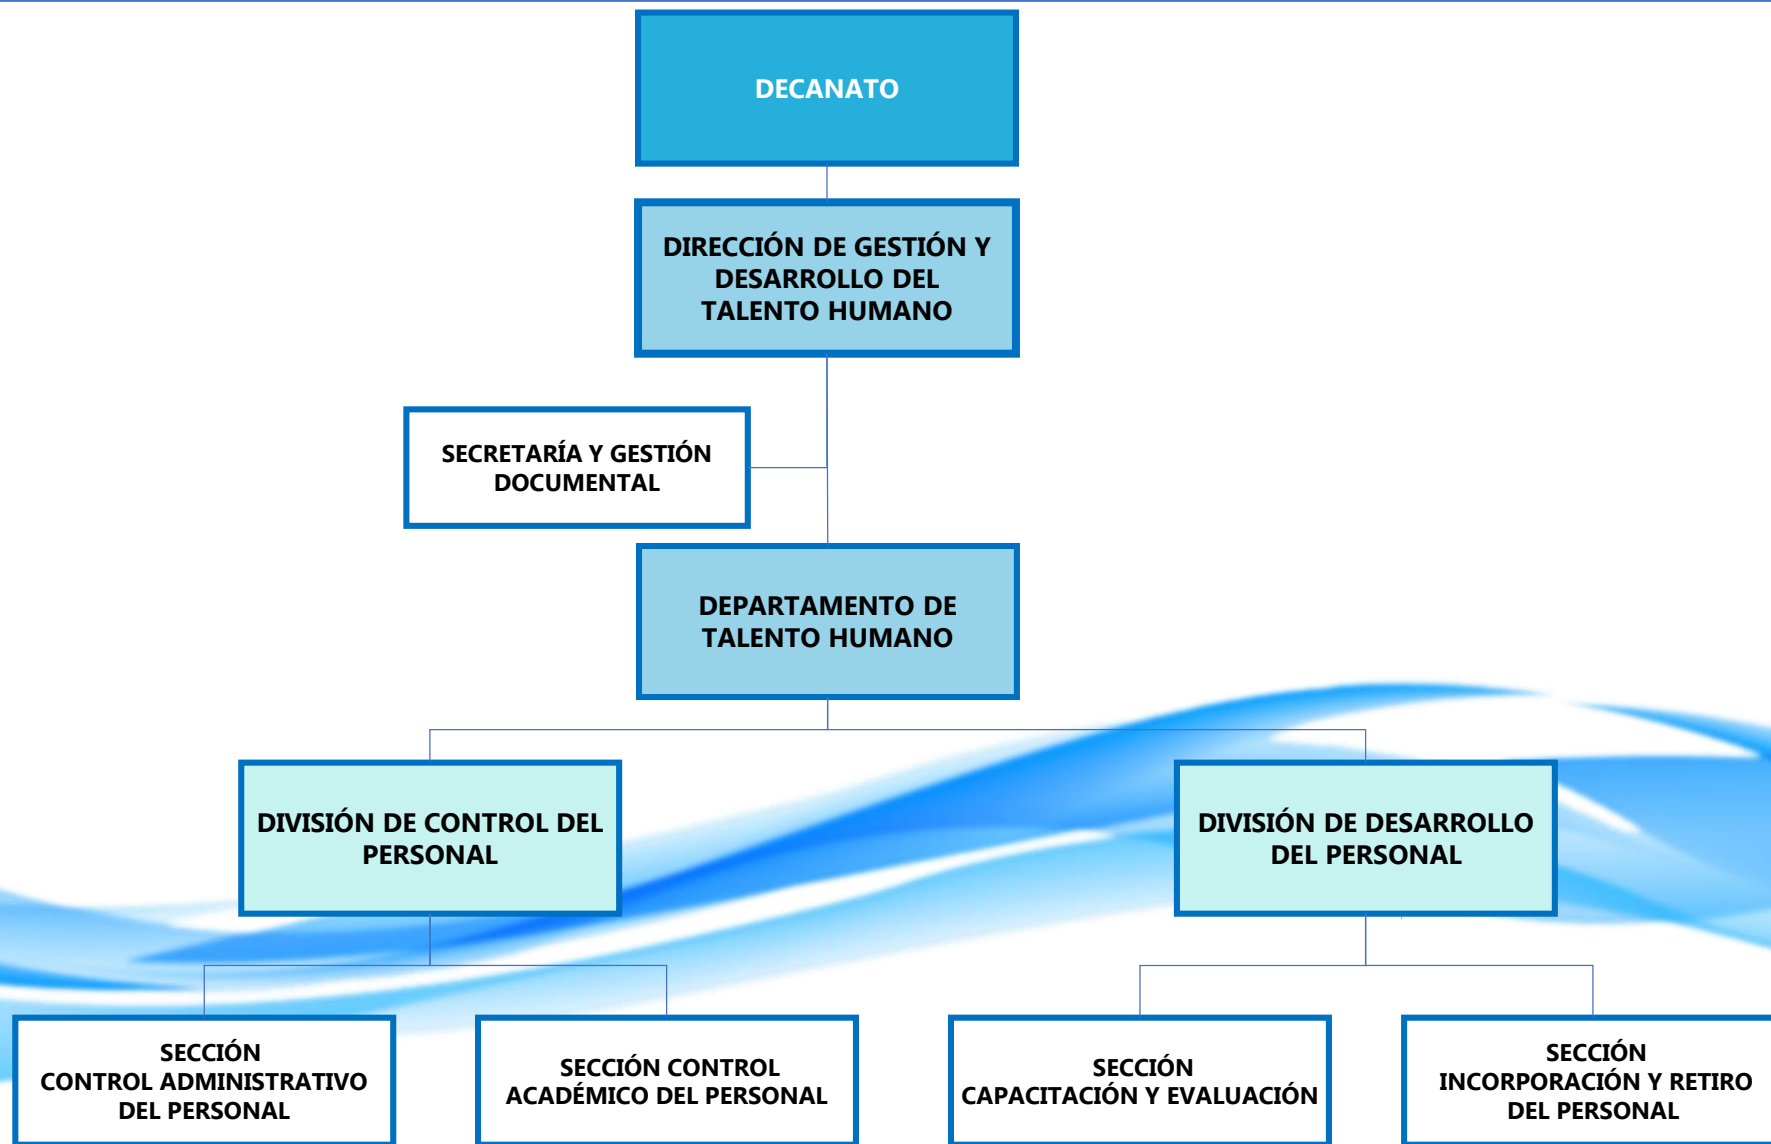 DECANATO
DIRECCIÓN DE GESTIÓN Y
DESARROLLO DEL
TALENTO HUMANO
SECRETARÍA Y GESTIÓN
DOCUMENTAL
DEPARTAMENTO DE
TALENTO HUMANO
DIVISIÓN DE CONTROL DEL
PERSONAL
DIVISIÓN DE DESARROLLO
DEL PERSONAL
SECCIÓN
CONTROL ADMINISTRATIVO
DEL PERSONAL
SECCIÓN CONTROL
ACADÉMICO DEL PERSONAL
SECCIÓN
CAPACITACIÓN Y EVALUACIÓN
SECCIÓN
INCORPORACIÓN Y RETIRO
DEL PERSONAL